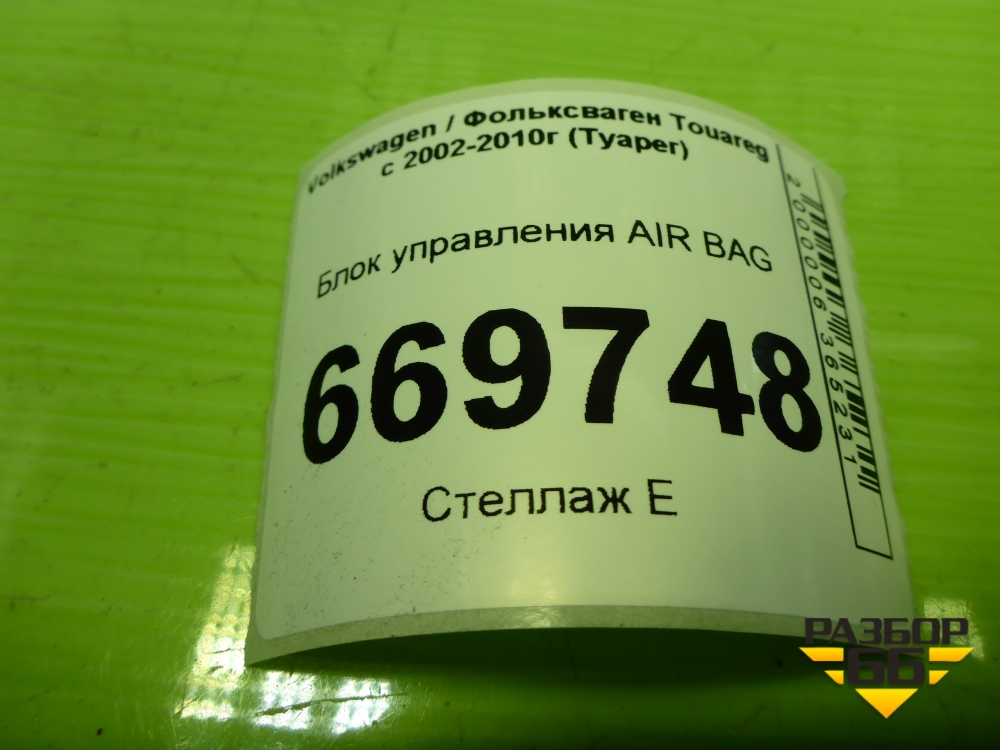 Volkswagen / Фольксваген Touareg
с 2002-2010г (Туарег)
Блок управления AIR BAG
669748
Стеллаж Е
2000006365231
РАЗБОР
66